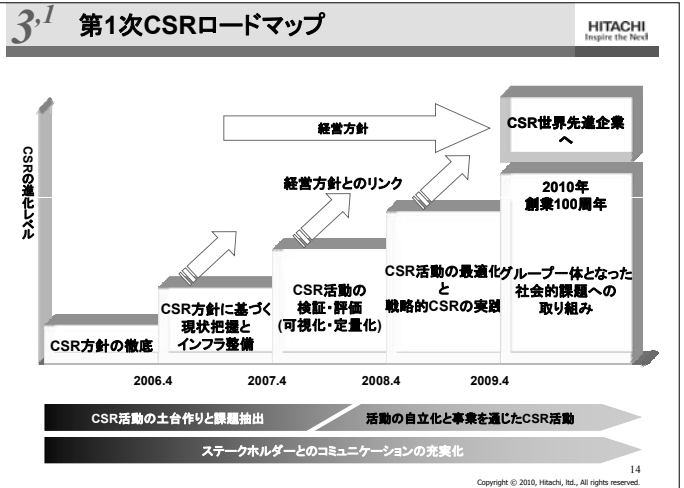 3,1 第1次CSRロードマップ
HITACHI
Inspire the Next
経営方針
CSR世界先進企業
へ
CSRの進化レベル
経営方針とのリンク
2010年
創業100周年
CSR活動の最適化
と
戦略的CSRの実践
グループ一体となった
社会的課題への
取り組み
CSR活動の
検証・評価
(可視化・定量化)
CSR方針に基づく
現状把握と
インフラ整備
CSR方針の徹底
2006.4
2007.4
2008.4
2009.4
CSR活動の土台作りと課題抽出
活動の自立化と事業を通じたCSR活動
ステークホルダーとのコミュニケーションの充実化
14
Copyright © 2010, Hitachi, ltd., All rights reserved.